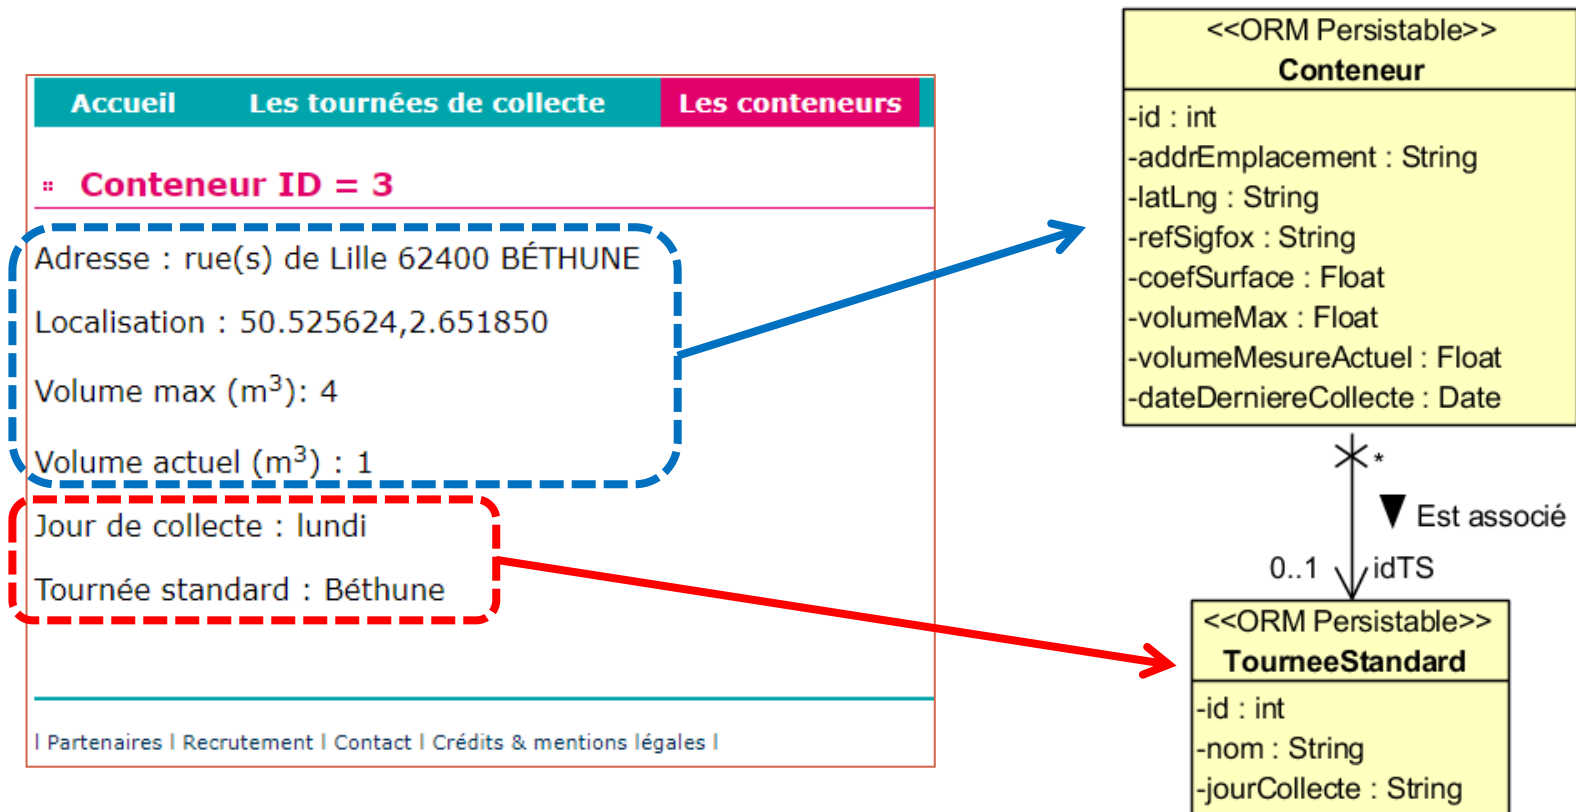 Accueil Les tournées de collecte Les conteneurs
Conteneur ID = 3
Adresse : rue(s) de Lille 62400 BÉTHUNE
Localisation : 50.525624,2.651850
Volume max (m³): 4
Volume actuel (m³) : 1
Jour de collecte : lundi
Tournée standard : Béthune
| Partenaires | Recrutement | Contact | Crédits & mentions légales |
<<ORM Persistable>>
Conteneur
-id : int
-addrEmplacement : String
-latLng : String
-refSigfox : String
-coefSurface : Float
-volumeMax : Float
-volumeMesureActuel : Float
-dateDerniereCollecte : Date
*
Est associé
0..1 idTS
<<ORM Persistable>>
TourneeStandard
-id : int
-nom : String
-jourCollecte : String